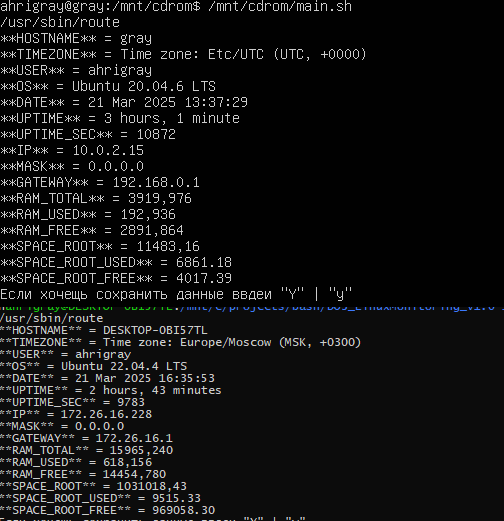 ahrigray@gray:/mnt/cdrom$ /mnt/cdrom/main.sh
/usr/sbin/route
**HOSTNAME** = gray
**TIMEZONE** = Time zone: Etc/UTC (UTC, +0000)
**USER** = ahrigray
**OS** = Ubuntu 20.04.6 LTS
**DATE** = 21 Mar 2025 13:37:29
**UPTIME** = 3 hours, 1 minute
**UPTIME_SEC** = 10872
**IP** = 10.0.2.15
**MASK** = 0.0.0.0
**GATEWAY** = 192.168.0.1
**RAM_TOTAL** = 3919,976
**RAM_USED** = 192,936
**RAM_FREE** = 2891,864
**SPACE_ROOT** = 11483,16
**SPACE_ROOT_USED** = 6861.18
**SPACE_ROOT_FREE** = 4017.39
Если хочещь сохранить данные ввдеи "Y" | "y"
/usr/sbin/route
**HOSTNAME** = DESKTOP-0BI57TL
**TIMEZONE** = Time zone: Europe/Moscow (MSK, +0300)
**USER** = ahrigray
**OS** = Ubuntu 22.04.4 LTS
**DATE** = 21 Mar 2025 16:35:53
**UPTIME** = 2 hours, 43 minutes
**UPTIME_SEC** = 9783
**IP** = 172.26.16.228
**MASK** = 0.0.0.0
**GATEWAY** = 172.26.16.1
**RAM_TOTAL** = 15965,240
**RAM_USED** = 618,156
**RAM_FREE** = 14454,780
**SPACE_ROOT** = 1031018,43
**SPACE_ROOT_USED** = 9515.33
**SPACE_ROOT_FREE** = 969058.30